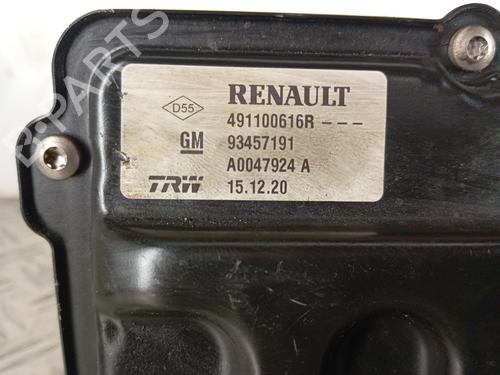 B-PARTS
D55
RENAULT
491100616R ---
GM
93457191
A0047924 A
TRW
15.12.20